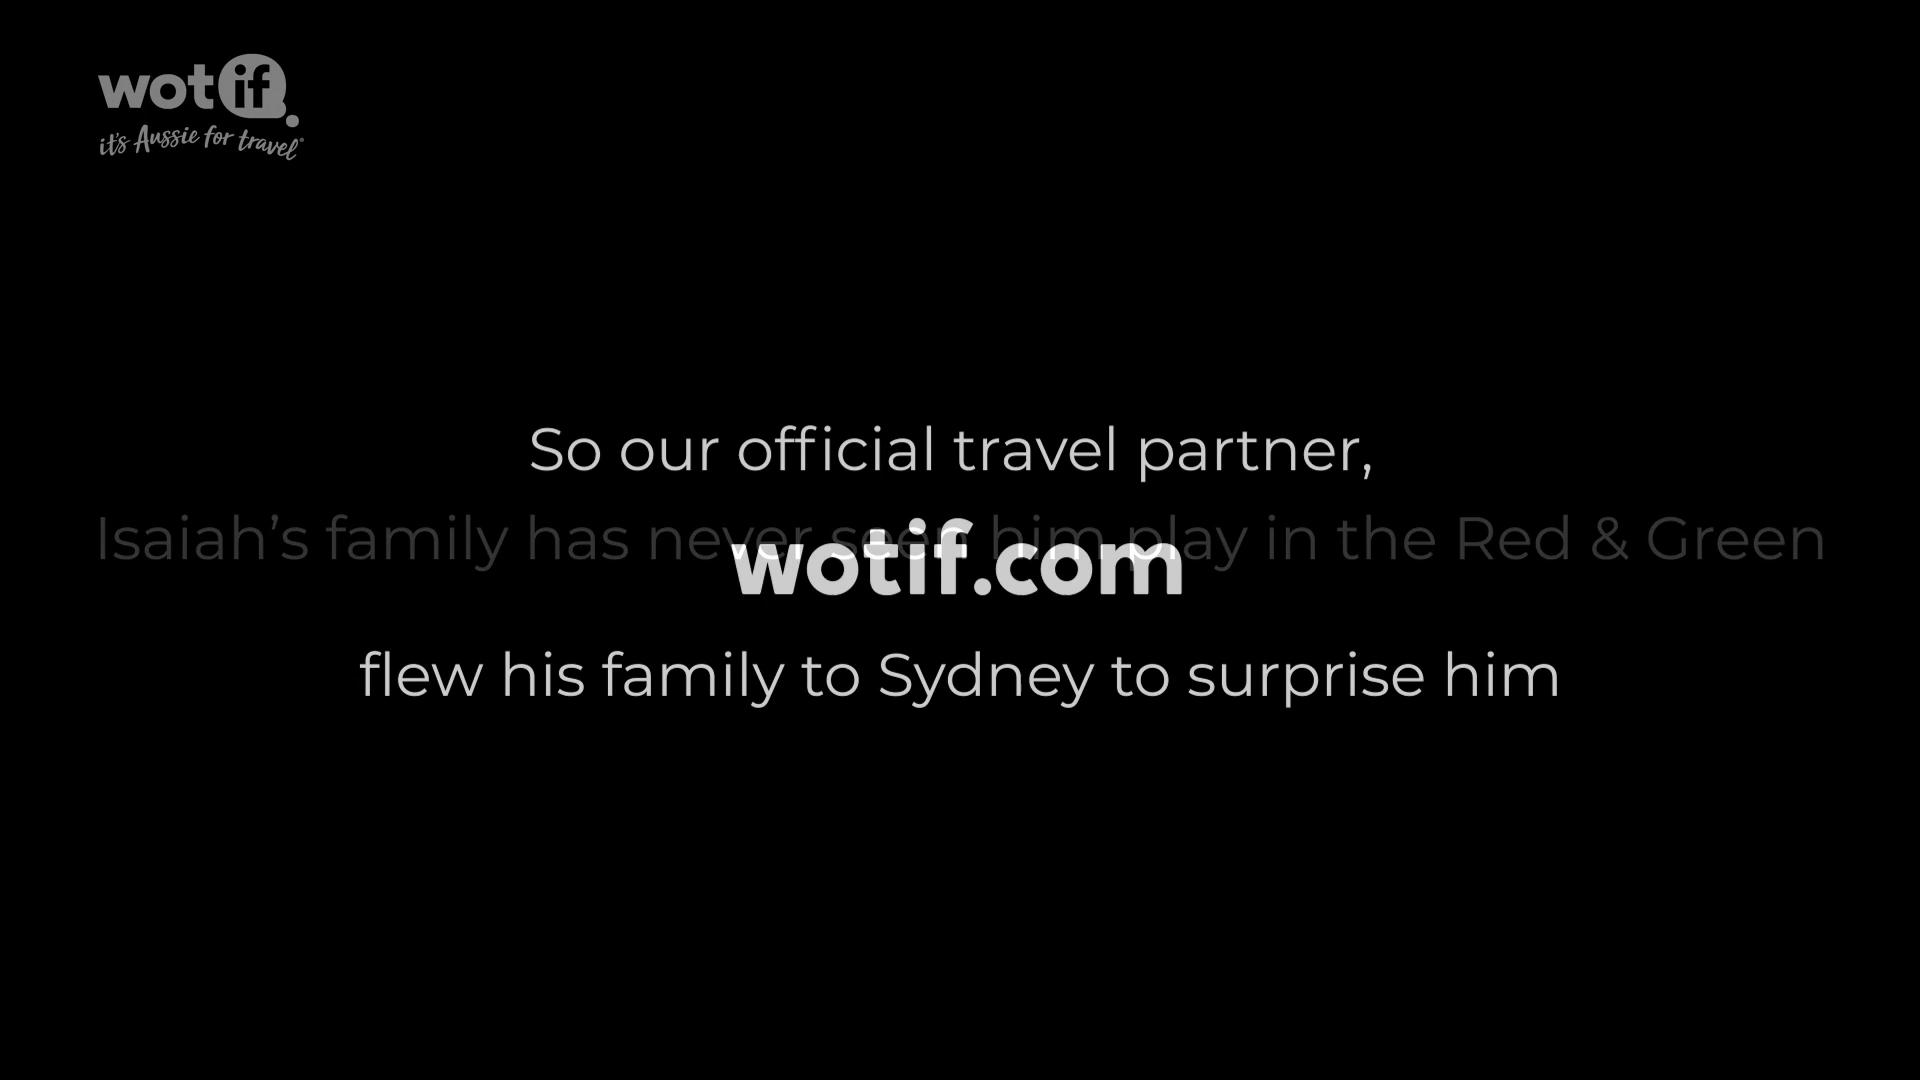 wotif.
it's Aussie for travel
So our official travel partner,
Isaiah’s family has never seen him play in the Red & Green
wotif.com
flew his family to Sydney to surprise him